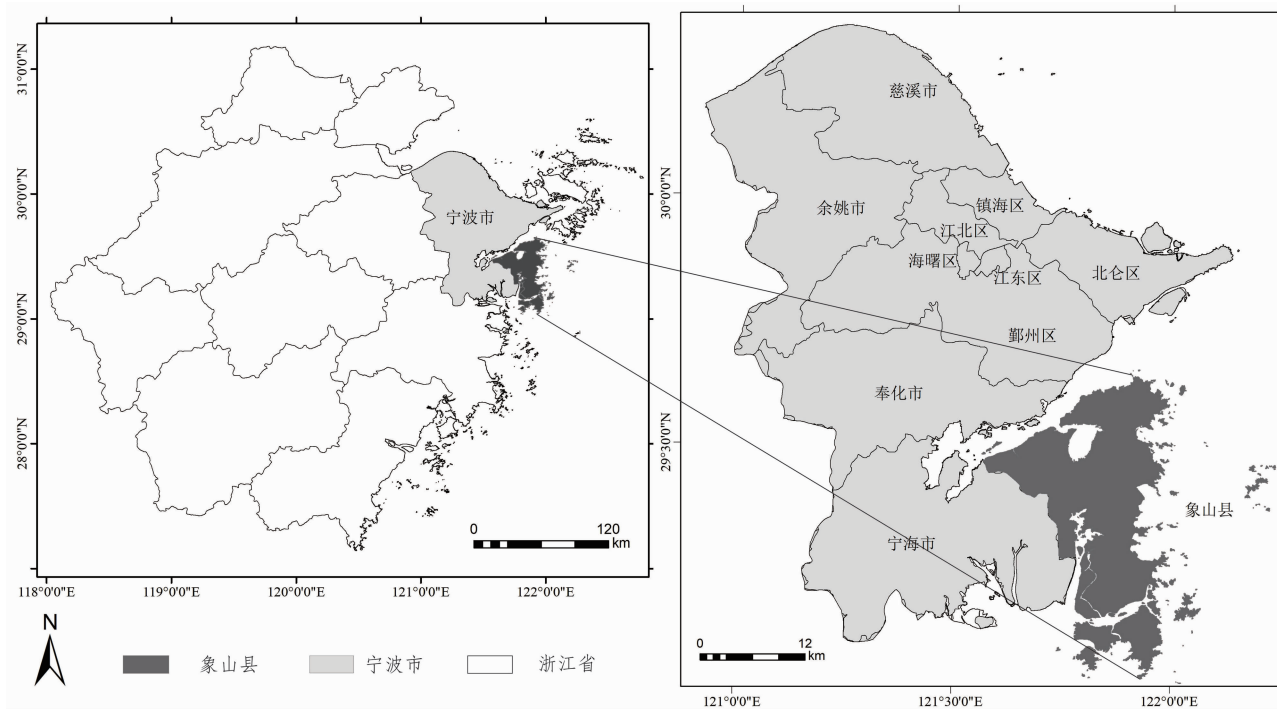 31°0'0"N
30°0'0"N
29°0'0"N
28°0'0"N
宁波市
0 120
km
118°0'0"E 119°0'0"E 120°0'0"E 121°0'0"E 122°0'0"E
N
象山县 宁波市 浙江省
30°0'0"N
29°30'0"N
慈溪市
余姚市
镇海区
江北区
海曙区
江东区
北仑区
鄞州区
奉化市
象山县
宁海市
0 12
km
121°0'0"E 121°30'0"E 122°0'0"E